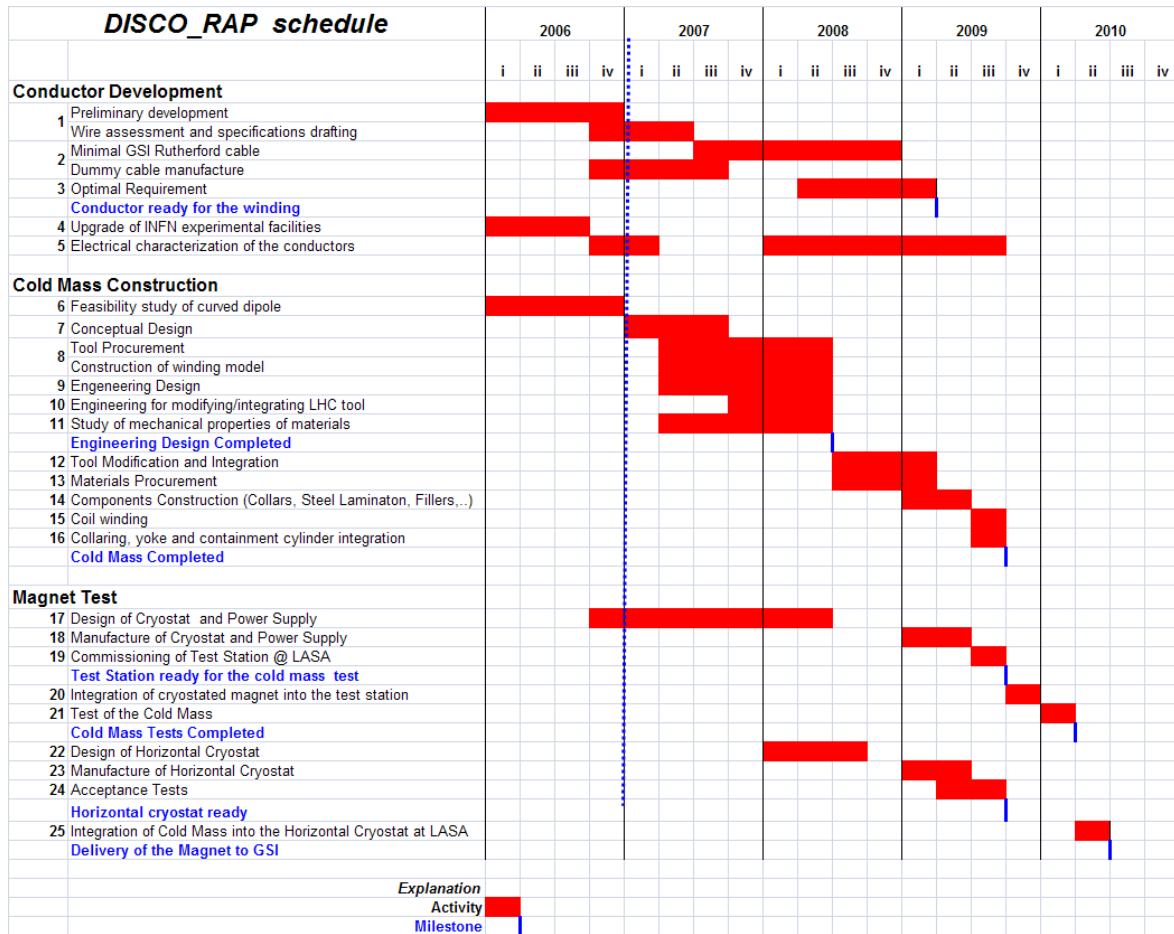 DISCO_RAP schedule
2006 2007 2008 2009 2010
i ii iii iv i ii iii iv i ii iii iv i ii iii iv i ii iii iv
Conductor Development
1 Preliminary development
Wire assessment and specifications drafting
2 Minimal GSI Rutherford cable
Dummy cable manufacture
3 Optimal Requirement
Conductor ready for the winding
4 Upgrade of INFN experimental facilities
5 Electrical characterization of the conductors
Cold Mass Construction
6 Feasibility study of curved dipole
7 Conceptual Design
8 Tool Procurement
Construction of winding model
9 Engeneering Design
10 Engineering for modifying/integrating LHC tool
11 Study of mechanical properties of materials
Engineering Design Completed
12 Tool Modification and Integration
13 Materials Procurement
14 Components Construction (Collars, Steel Laminaton, Fillers,..)
15 Coil winding
16 Collaring, yoke and containment cylinder integration
Cold Mass Completed
Magnet Test
17 Design of Cryostat and Power Supply
18 Manufacture of Cryostat and Power Supply
19 Commissioning of Test Station @ LASA
Test Station ready for the cold mass test
20 Integration of cryostated magnet into the test station
21 Test of the Cold Mass
Cold Mass Tests Completed
22 Design of Horizontal Cryostat
23 Manufacture of Horizontal Cryostat
24 Acceptance Tests
Horizontal cryostat ready
25 Integration of Cold Mass into the Horizontal Cryostat at LASA
Delivery of the Magnet to GSI
Explanation
Activity
Milestone